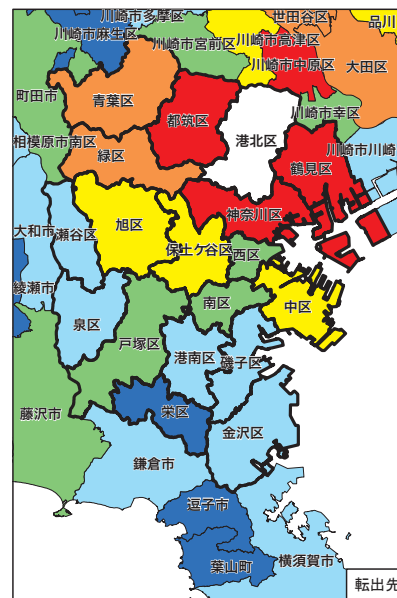 川崎市多摩区
世田谷区
品川
川崎市麻生区
川崎市宮前区
川崎市高津区
川崎市中原区
大田区
町田市
青葉区
都筑区
港北区
川崎市幸区
相模原市南区
緑区
鶴見区
川崎市川崎
神奈川区
大和市
瀬谷区
旭区
保土ケ谷区
西区
綾瀬市
泉区
戸塚区
南区
中区
港南区
磯子区
藤沢市
栄区
金沢区
鎌倉市
逗子市
葉山町
横須賀市
転出先